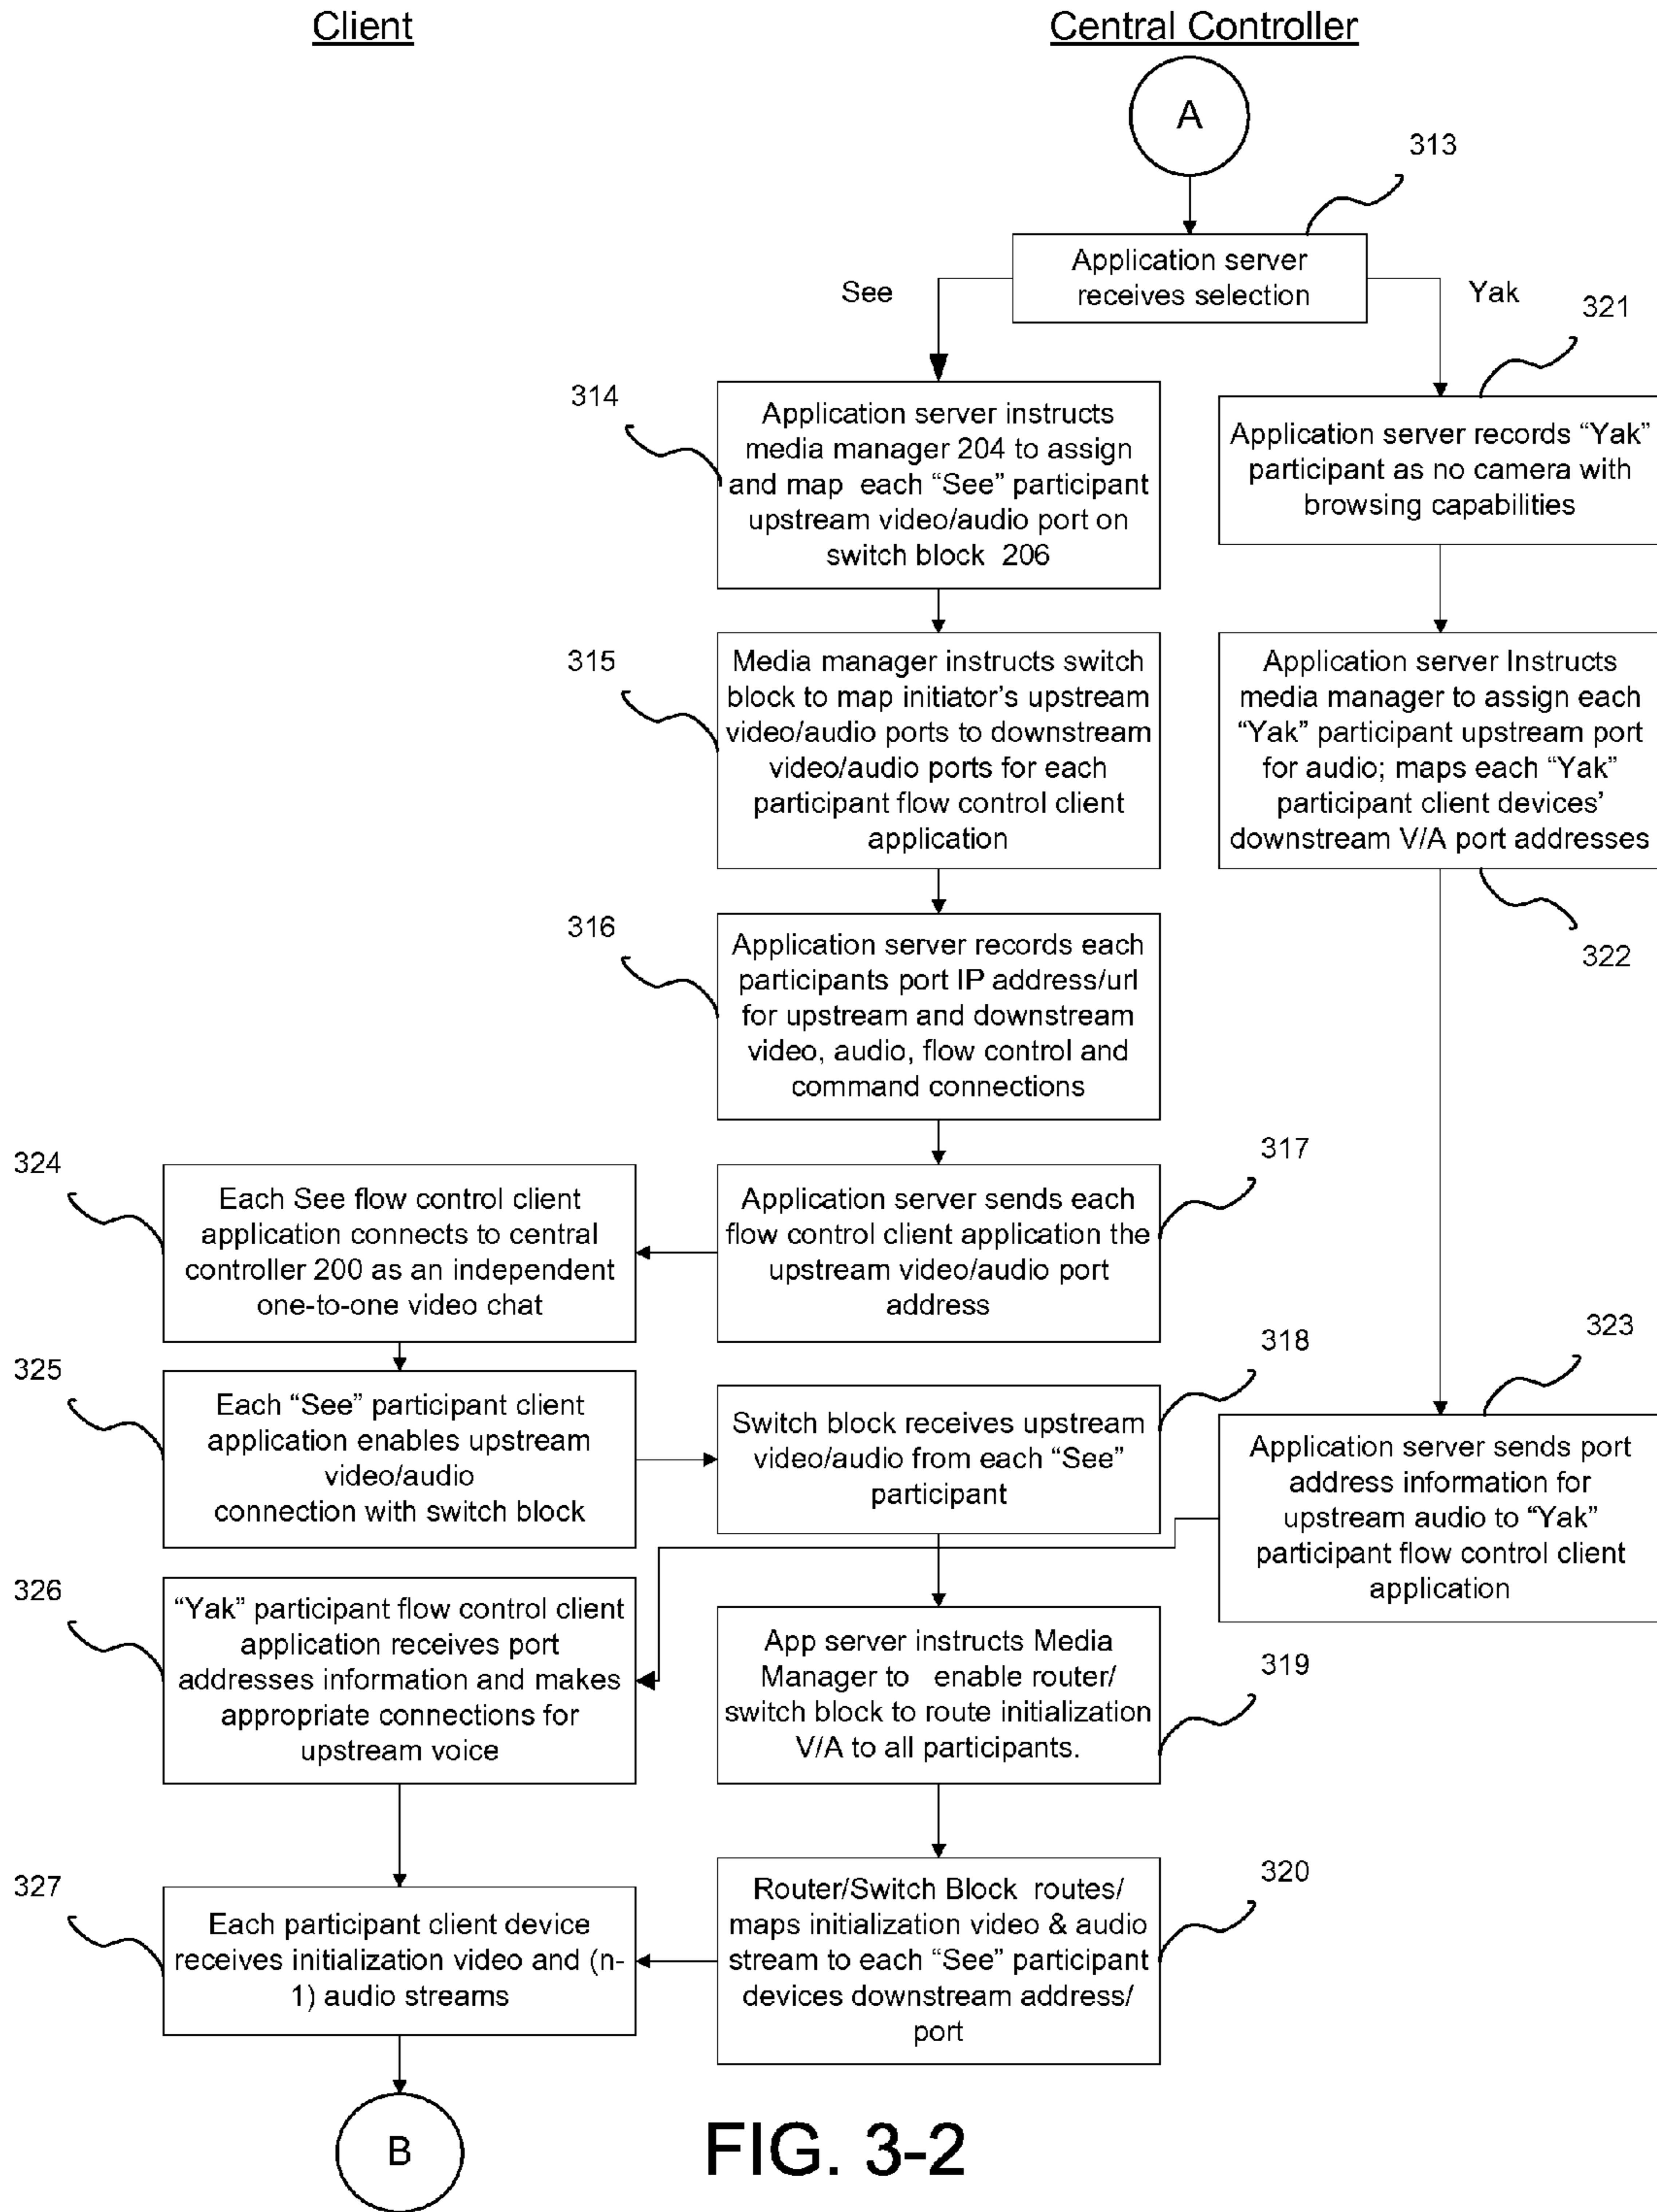 Client
Central Controller
A
313
Application server
receives selection
See
Yak
321
314
Application server instructs
media manager 204 to assign
and map each “See” participant
upstream video/audio port on
switch block 206
Application server records “Yak”
participant as no camera with
browsing capabilities
315
Media manager instructs switch
block to map initiator’s upstream
video/audio ports to downstream
video/audio ports for each
participant flow control client
application
Application server Instructs
media manager to assign each
“Yak” participant upstream port
for audio; maps each “Yak”
participant client devices’
downstream V/A port addresses
322
316
Application server records each
participants port IP address/url
for upstream and downstream
video, audio, flow control and
command connections
324
Each See flow control client
application connects to central
controller 200 as an independent
one-to-one video chat
317
Application server sends each
flow control client application the
upstream video/audio port
address
325
Each “See” participant client
application enables upstream
video/audio
connection with switch block
318
Switch block receives upstream
video/audio from each “See”
participant
323
Application server sends port
address information for
upstream audio to “Yak”
participant flow control client
application
326
“Yak” participant flow control client
application receives port
addresses information and makes
appropriate connections for
upstream voice
App server instructs Media
Manager to enable router/
switch block to route initialization
V/A to all participants.
319
327
Each participant client device
receives initialization video and (n-
1) audio streams
320
Router/Switch Block routes/
maps initialization video & audio
stream to each “See” participant
devices downstream address/
port
B
FIG. 3-2